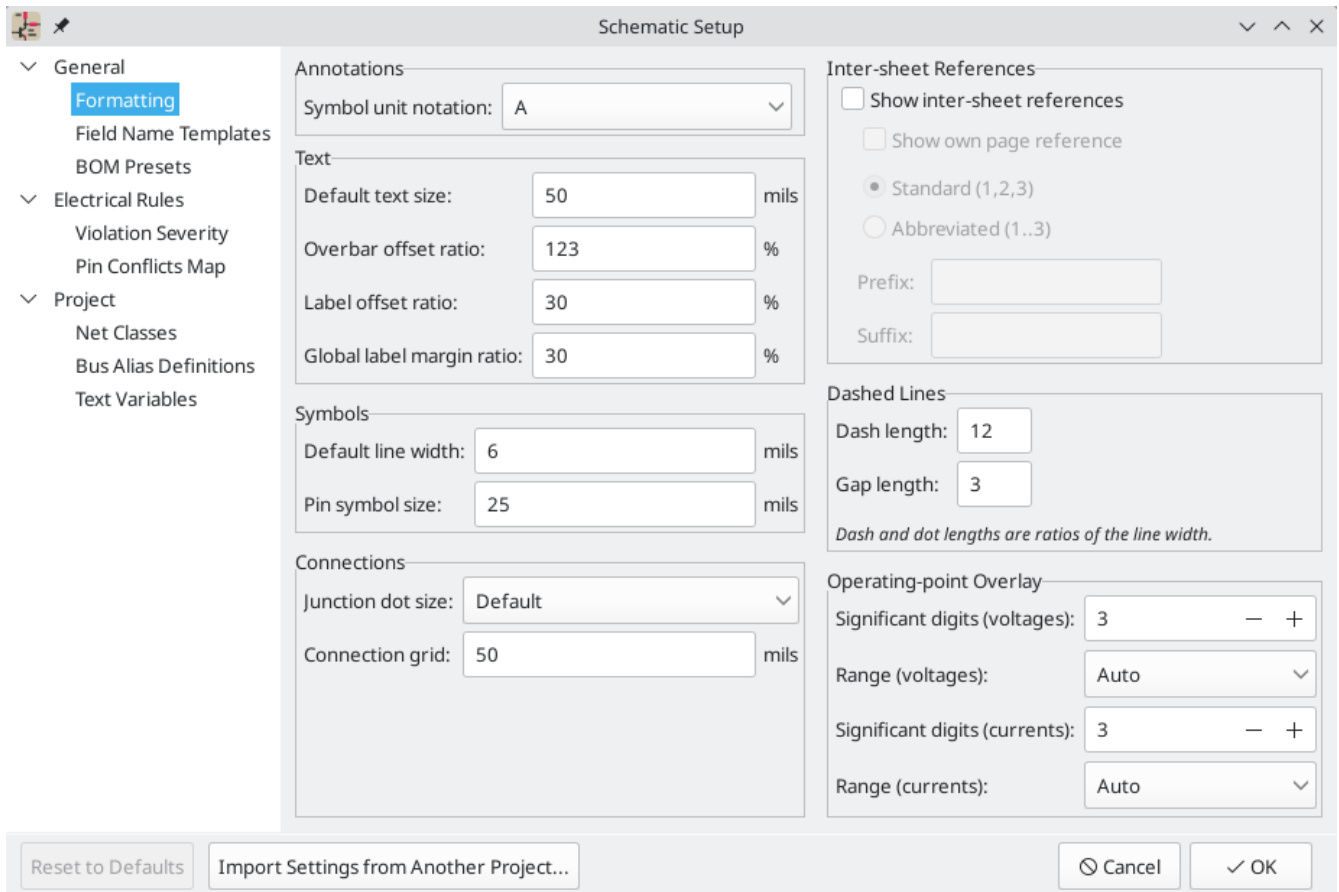 Schematic Setup
General
Formatting
Field Name Templates
BOM Presets
Electrical Rules
Violation Severity
Pin Conflicts Map
Project
Net Classes
Bus Alias Definitions
Text Variables
Annotations
Symbol unit notation: A
Text
Default text size: 50 mils
Overbar offset ratio: 123 %
Label offset ratio: 30 %
Global label margin ratio: 30 %
Symbols
Default line width: 6 mils
Pin symbol size: 25 mils
Connections
Junction dot size: Default
Connection grid: 50 mils
Inter-sheet References
Show inter-sheet references
Show own page reference
Standard (1,2,3)
Abbreviated (1..3)
Prefix:
Suffix:
Dashed Lines
Dash length: 12
Gap length: 3
Dash and dot lengths are ratios of the line width.
Operating-point Overlay
Significant digits (voltages): 3
Range (voltages): Auto
Significant digits (currents): 3
Range (currents): Auto
Reset to Defaults
Import Settings from Another Project...
Cancel
OK